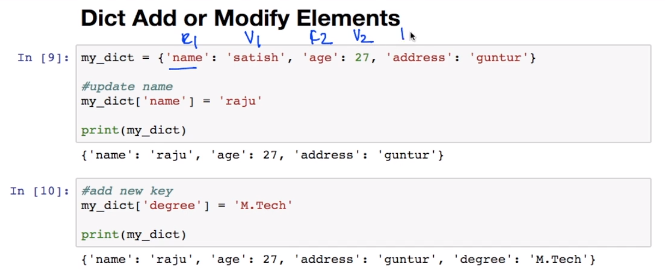 Dict Add or Modify Elements
K1 V1 F2 V2
In [9]: my_dict = {'name': 'satish', 'age': 27, 'address': 'guntur'}
#update name
my_dict['name'] = 'raju'
print(my_dict)
{'name': 'raju', 'age': 27, 'address': 'guntur'}
In [10]: #add new key
my_dict['degree'] = 'M.Tech'
print(my_dict)
{'name': 'raju', 'age': 27, 'address': 'guntur', 'degree': 'M.Tech'}